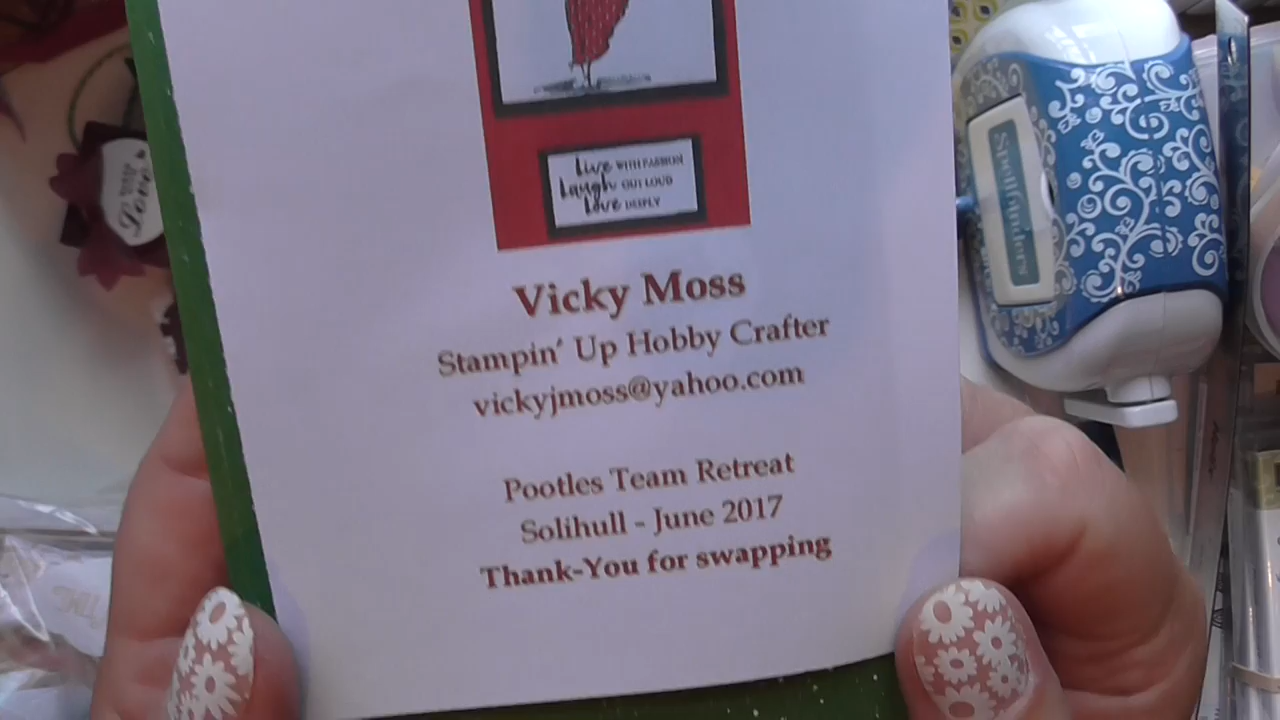 Live WITH PASSION
Laugh OUT LOUD
Love DEEPLY
Vicky Moss
Stampin' Up Hobby Crafter
vickyjmoss@yahoo.com
Pootles Team Retreat
Solihull - June 2017
Thank-You for swapping
Spellbinders
Love